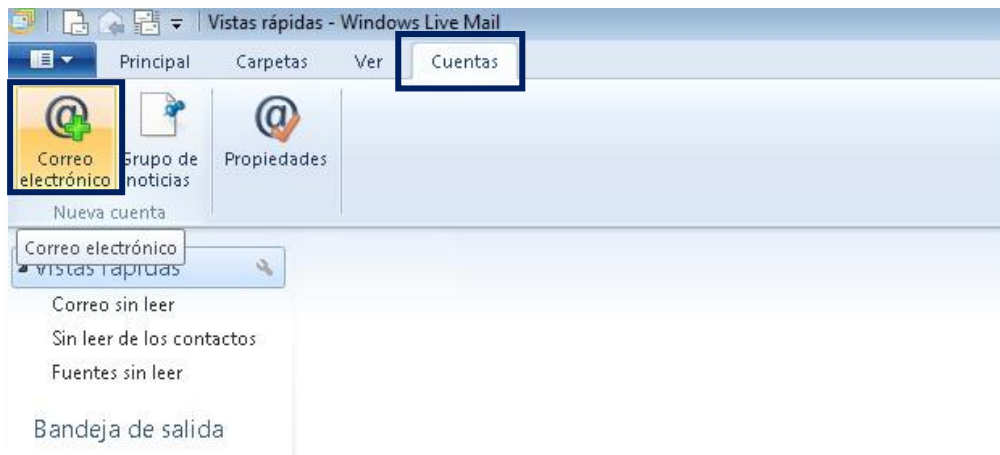 Vistas rápidas - Windows Live Mail
Principal Carpetas Ver Cuentas
Correo electrónico
Grupo de noticias
Propiedades
Nueva cuenta
Correo electrónico
Vistas rápidas
Correo sin leer
Sin leer de los contactos
Fuentes sin leer
Bandeja de salida